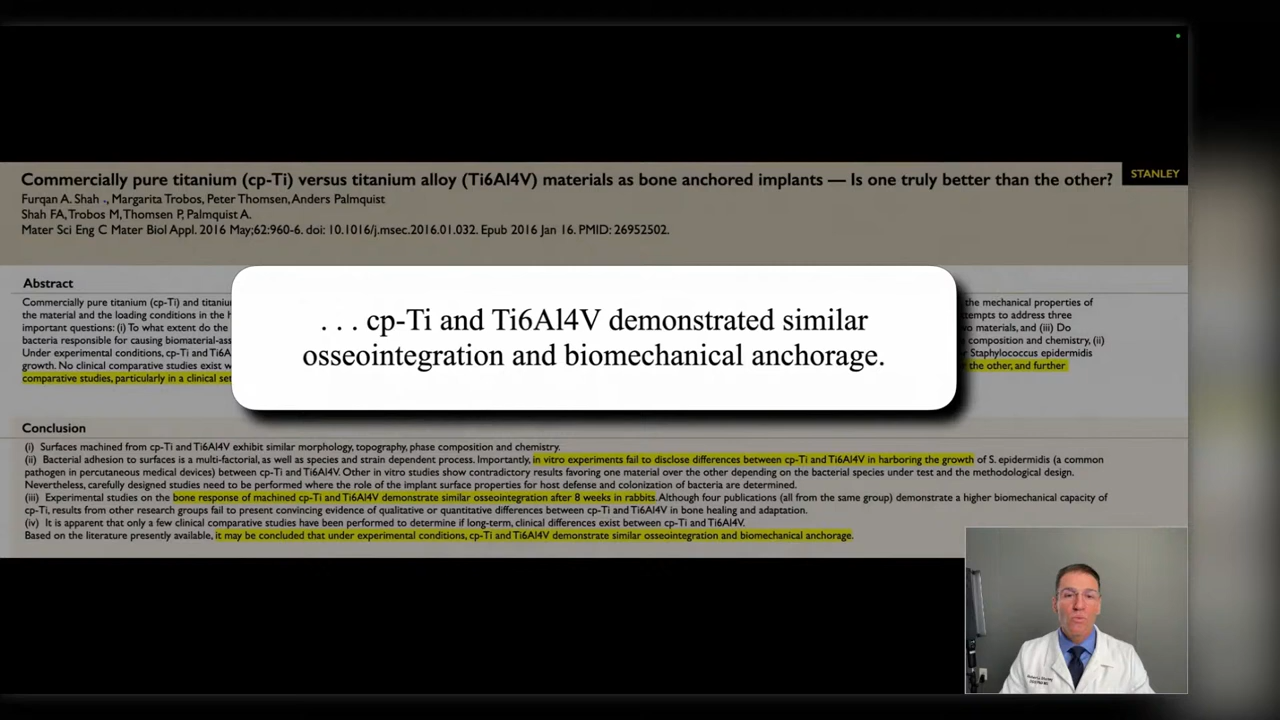 Commercially pure titanium (cp-Ti) versus titanium alloy (Ti6Al4V) materials as bone anchored implants — Is one truly better than the other?
STANLEY
Furqan A. Shah ., Margarita Trobos, Peter Thomsen, Anders Palmquist
Shah FA, Trobos M, Thomsen P, Palmquist A.
Mater Sci Eng C Mater Biol Appl. 2016 May;62:960-6. doi: 10.1016/j.msec.2016.01.032. Epub 2016 Jan 16. PMID: 26952502.
Abstract
Commercially pure titanium (cp-Ti) and titaniu the mechanical properties of
the material and the loading conditions in the h tempts to address three
important questions: (i) To what extent do the wo materials, and (iii) Do
bacteria responsible for causing biomaterial-ass composition and chemistry, (ii)
Under experimental conditions, cp-Ti and Ti6A r Staphylococcus epidermidis
growth. No clinical comparative studies exist w the other, and further
comparative studies, particularly in a clinical set
. . . cp-Ti and Ti6Al4V demonstrated similar
osseointegration and biomechanical anchorage.
Conclusion
(i) Surfaces machined from cp-Ti and Ti6Al4V exhibit similar morphology, topography, phase composition and chemistry.
(ii) Bacterial adhesion to surfaces is a multi-factorial, as well as species and strain dependent process. Importantly, in vitro experiments fail to disclose differences between cp-Ti and Ti6Al4V in harboring the growth of S. epidermidis (a common
pathogen in percutaneous medical devices) between cp-Ti and Ti6Al4V. Other in vitro studies show contradictory results favoring one material over the other depending on the bacterial species under test and the methodological design.
Nevertheless, carefully designed studies need to be performed where the role of the implant surface properties for host defense and colonization of bacteria are determined.
(iii) Experimental studies on the bone response of machined cp-Ti and Ti6Al4V demonstrate similar osseointegration after 8 weeks in rabbits. Although four publications (all from the same group) demonstrate a higher biomechanical capacity of
cp-Ti, results from other research groups fail to present convincing evidence of qualitative or quantitative differences between cp-Ti and Ti6Al4V in bone healing and adaptation.
(iv) It is apparent that only a few clinical comparative studies have been performed to determine if long-term, clinical differences exist between cp-Ti and Ti6Al4V.
Based on the literature presently available, it may be concluded that under experimental conditions, cp-Ti and Ti6Al4V demonstrate similar osseointegration and biomechanical anchorage.